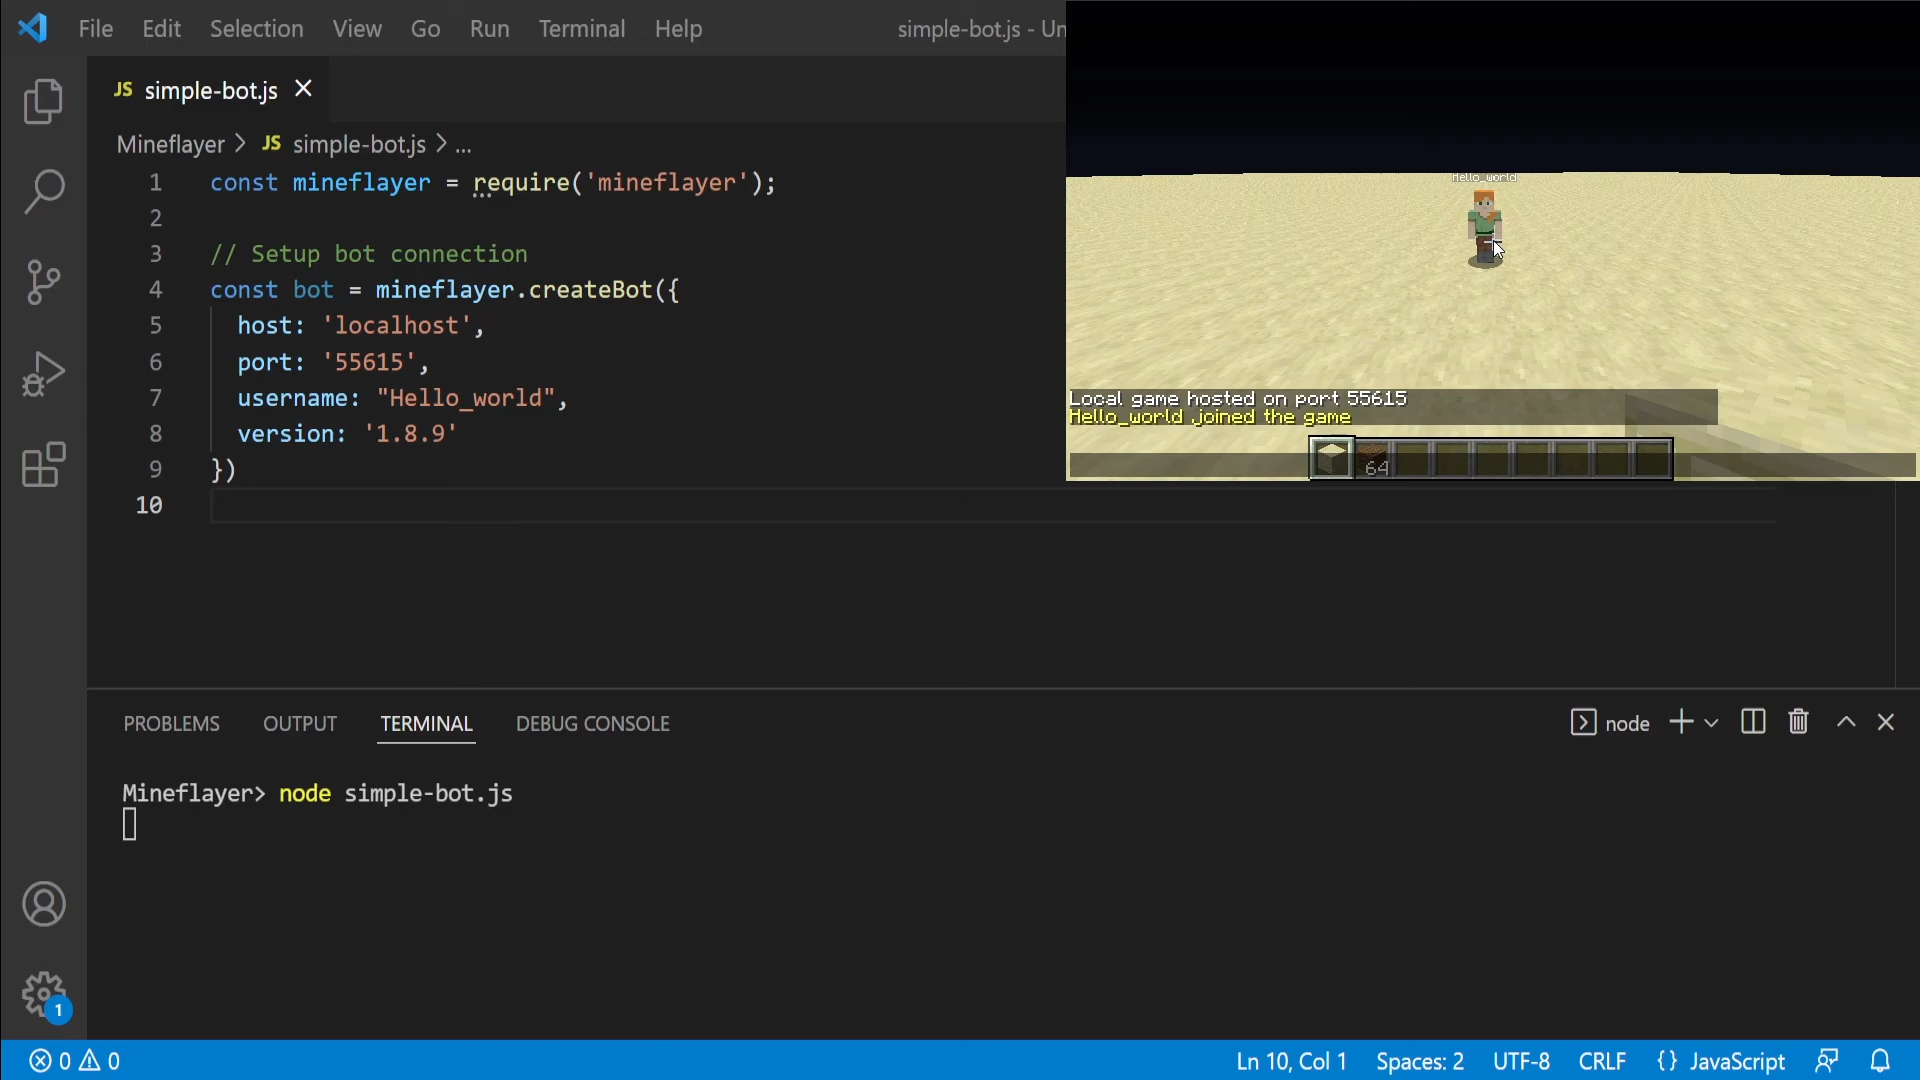 File Edit Selection View Go Run Terminal Help simple-bot.js - Un
JS simple-bot.js
Mineflayer > JS simple-bot.js > ...
1 const mineflayer = require('mineflayer');
2
3 // Setup bot connection
4 const bot = mineflayer.createBot({
5 host: 'localhost',
6 port: '55615',
7 username: "Hello_world",
8 version: '1.8.9'
9 })
10
Hello_world
Local game hosted on port 55615
Hello_world joined the game
64
PROBLEMS OUTPUT TERMINAL DEBUG CONSOLE node
Mineflayer> node simple-bot.js
1
0 0 Ln 10, Col 1 Spaces: 2 UTF-8 CRLF {} JavaScript